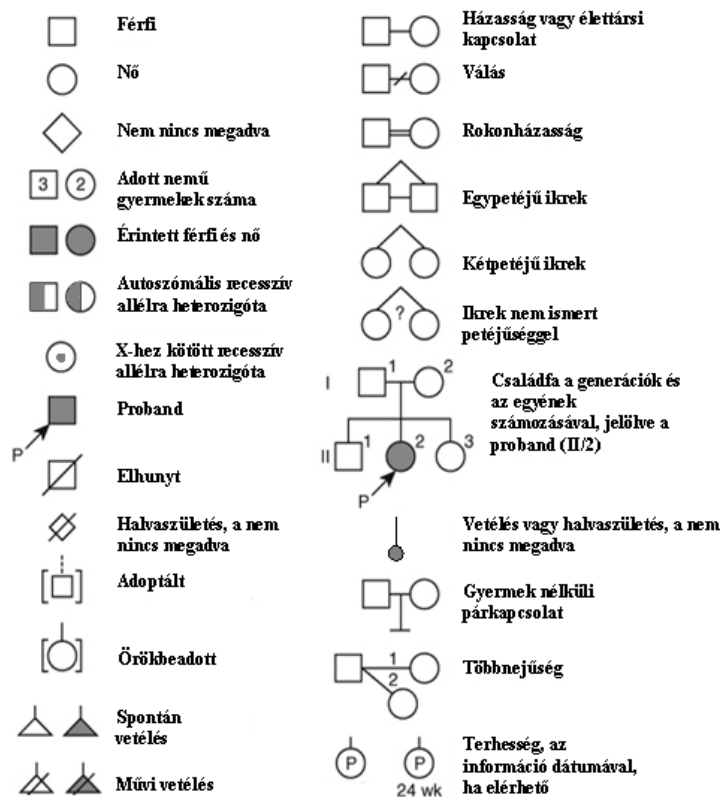 Férfi
Nő
Nem nincs megadva
3 2
Adott nemű
gyermekek száma
Érintett férfi és nő
Autoszómális recesszív
allélra heterozigóta
X-hez kötött recesszív
allélra heterozigóta
Proband
P
Elhunyt
Halvaszületés, a nem
nincs megadva
Adoptált
Örökbeadott
Spontán
vetélés
Művi vetélés
Házasság vagy élettársi
kapcsolat
Válás
Rokonházasság
Egypetéjű ikrek
Kétpetéjű ikrek
?
Ikrek nem ismert
petéjűséggel
I 1 2
II 1 2 3
P
Családfa a generációk és
az egyének
számozásával, jelölve a
proband (II/2)
Vetélés vagy halvaszületés, a nem
nincs megadva
Gyermek nélküli
párkapcsolat
1
2
Többnejűség
P P
24 wk
Terhesség, az
információ dátumával,
ha elérhető